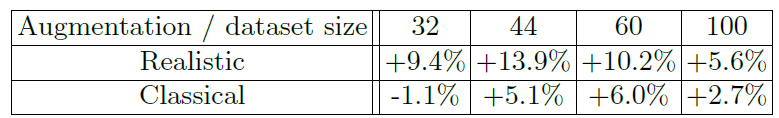 Augmentation / dataset size 32 44 60 100
Realistic +9.4% +13.9% +10.2% +5.6%
Classical -1.1% +5.1% +6.0% +2.7%